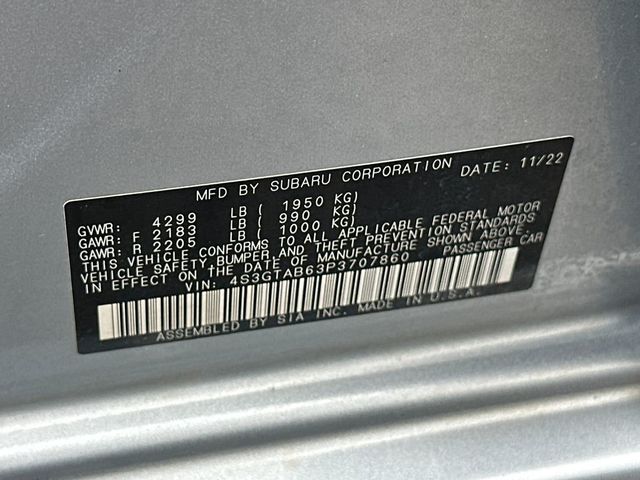 MFD BY SUBARU CORPORATION DATE: 11/22
GVWR: 4299 LB ( 1950 KG)
GAWR: F 2183 LB ( 990 KG)
GAWR: R 2205 LB ( 1000 KG)
THIS VEHICLE CONFORMS TO ALL APPLICABLE FEDERAL MOTOR
VEHICLE SAFETY, BUMPER, AND THEFT PREVENTION STANDARDS
IN EFFECT ON THE DATE OF MANUFACTURE SHOWN ABOVE.
VIN: 4S3GTAB63P3707860 PASSENGER CAR
ASSEMBLED BY SIA INC. MADE IN U.S.A.